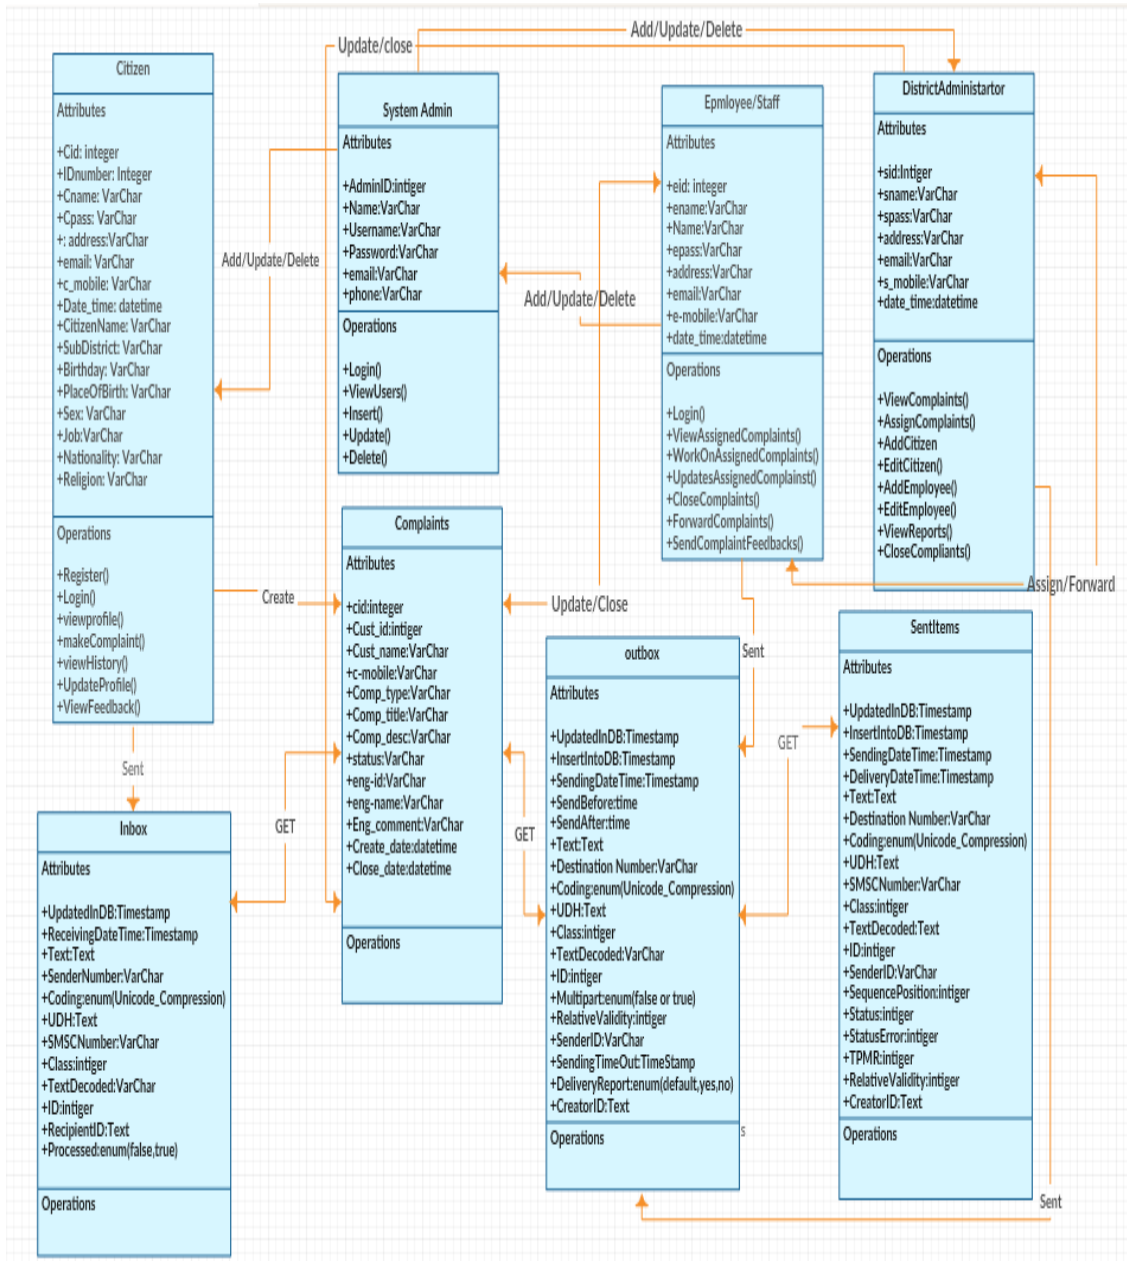 Add/Update/Delete
Update/close
Citizen
Attributes
+Cid: integer
+IDnumber: Integer
+Cname: VarChar
+Cpass: VarChar
+: address:VarChar
+email: VarChar
+c_mobile: VarChar
+Date_time: datetime
+CitizenName: VarChar
+SubDistrict: VarChar
+Birthday: VarChar
+PlaceOfBirth: VarChar
+Sex: VarChar
+Job:VarChar
+Nationality: VarChar
+Religion: VarChar
Operations
+Register()
+Login()
+viewprofile()
+makeComplaint()
+viewHistory()
+UpdateProfile()
+ViewFeedback()
Add/Update/Delete
System Admin
Attributes
+AdminID:intiger
+Name:VarChar
+Username:VarChar
+Password:VarChar
+email:VarChar
+phone:VarChar
Operations
+Login()
+ViewUsers()
+Insert()
+Update()
+Delete()
Add/Update/Delete
Epmloyee/Staff
Attributes
+eid: integer
+ename:VarChar
+Name:VarChar
+epass:VarChar
+address:VarChar
+email:VarChar
+e-mobile:VarChar
+date_time:datetime
Operations
+Login()
+ViewAssignedComplaints()
+WorkOnAssignedComplaints()
+UpdatesAssignedComplainst()
+CloseComplaints()
+ForwardComplaints()
+SendComplaintFeedbacks()
DistrictAdministartor
Attributes
+sid:Intiger
+sname:VarChar
+spass:VarChar
+address:VarChar
+email:VarChar
+s_mobile:VarChar
+date_time:datetime
Operations
+ViewComplaints()
+AssignComplaints()
+AddCitizen
+EditCitizen()
+AddEmployee()
+EditEmployee()
+ViewReports()
+CloseCompliants()
Assign/Forward
Create
Update/Close
Complaints
Attributes
+cid:integer
+Cust_id:intiger
+Cust_name:VarChar
+c-mobile:VarChar
+Comp_type:VarChar
+Comp_title:VarChar
+Comp_desc:VarChar
+status:VarChar
+eng-id:VarChar
+eng-name:VarChar
+Eng_comment:VarChar
+Create_date:datetime
+Close_date:datetime
Operations
Sent
GET
GET
Sent
GET
Inbox
Attributes
+UpdatedInDB:Timestamp
+ReceivingDateTime:Timestamp
+Text:Text
+SenderNumber:VarChar
+Coding:enum(Unicode_Compression)
+UDH:Text
+SMSCNumber:VarChar
+Class:intiger
+TextDecoded:VarChar
+ID:intiger
+RecipientID:Text
+Processed:enum(false,true)
Operations
outbox
Attributes
+UpdatedInDB:Timestamp
+InsertIntoDB:Timestamp
+SendingDateTime:Timestamp
+SendBefore:time
+SendAfter:time
+Text:Text
+Destination Number:VarChar
+Coding:enum(Unicode_Compression)
+UDH:Text
+Class:intiger
+TextDecoded:VarChar
+ID:intiger
+Multipart:enum(false or true)
+RelativeValidity:intiger
+SenderID:VarChar
+SendingTimeOut:TimeStamp
+DeliveryReport:enum(default,yes,no)
+CreatorID:Text
Operations
s
SentItems
Attributes
+UpdatedInDB:Timestamp
+InsertIntoDB:Timestamp
+SendingDateTime:Timestamp
+DeliveryDateTime:Timestamp
+Text:Text
+Destination Number:VarChar
+Coding:enum(Unicode_Compression)
+UDH:Text
+SMSCNumber:VarChar
+Class:intiger
+TextDecoded:Text
+ID:intiger
+SenderID:VarChar
+SequencePosition:intiger
+Status:intiger
+StatusError:intiger
+TPMR:intiger
+RelativeValidity:intiger
+CreatorID:Text
Operations
Sent